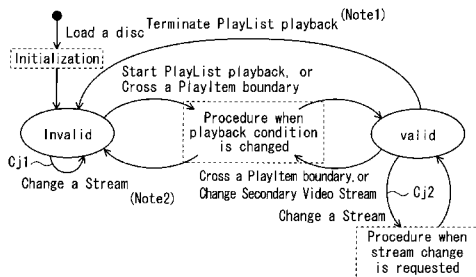 Load a disc
Terminate PlayList playback
(Note1)
Initialization
Start PlayList playback, or
Cross a PlayItem boundary
Invalid
Procedure when
playback condition
is changed
valid
Cj1
Change a Stream
(Note2)
Cross a PlayItem boundary,or
Change Secondary Video Stream
Cj2
Change a Stream
Procedure when
stream change
is requested